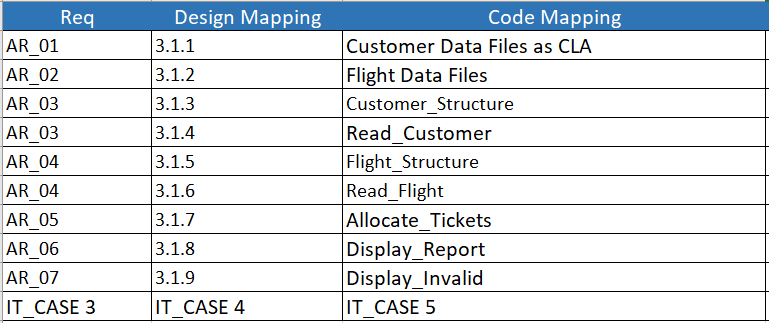 Req Design Mapping Code Mapping
AR_01 3.1.1 Customer Data Files as CLA
AR_02 3.1.2 Flight Data Files
AR_03 3.1.3 Customer_Structure
AR_03 3.1.4 Read_Customer
AR_04 3.1.5 Flight_Structure
AR_04 3.1.6 Read_Flight
AR_05 3.1.7 Allocate_Tickets
AR_06 3.1.8 Display_Report
AR_07 3.1.9 Display_Invalid
IT_CASE 3 IT_CASE 4 IT_CASE 5